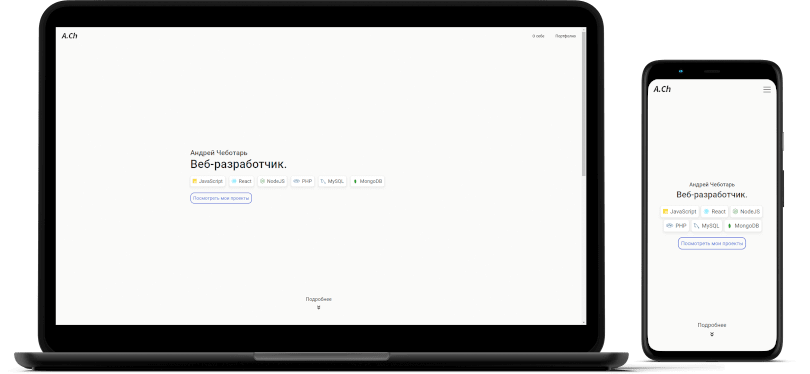 A.Ch
О себе Портфолио
Андрей Чеботарь
Веб-разработчик.
JavaScript React NodeJS PHP MySQL MongoDB
Посмотреть мои проекты
Подробнее
A.Ch
Андрей Чеботарь
Веб-разработчик.
JavaScript React NodeJS
PHP MySQL MongoDB
Посмотреть мои проекты
Подробнее